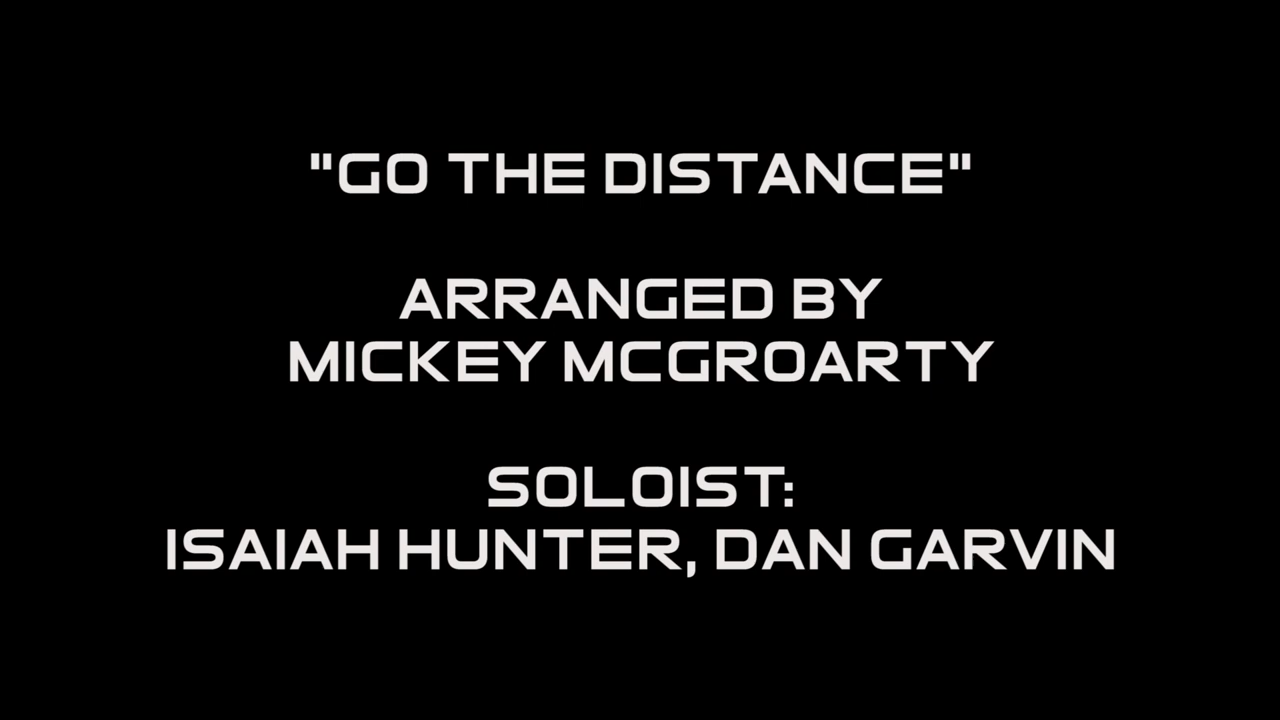 "GO THE DISTANCE"
ARRANGED BY
MICKEY MCGROARTY
SOLOIST:
ISAIAH HUNTER, DAN GARVIN